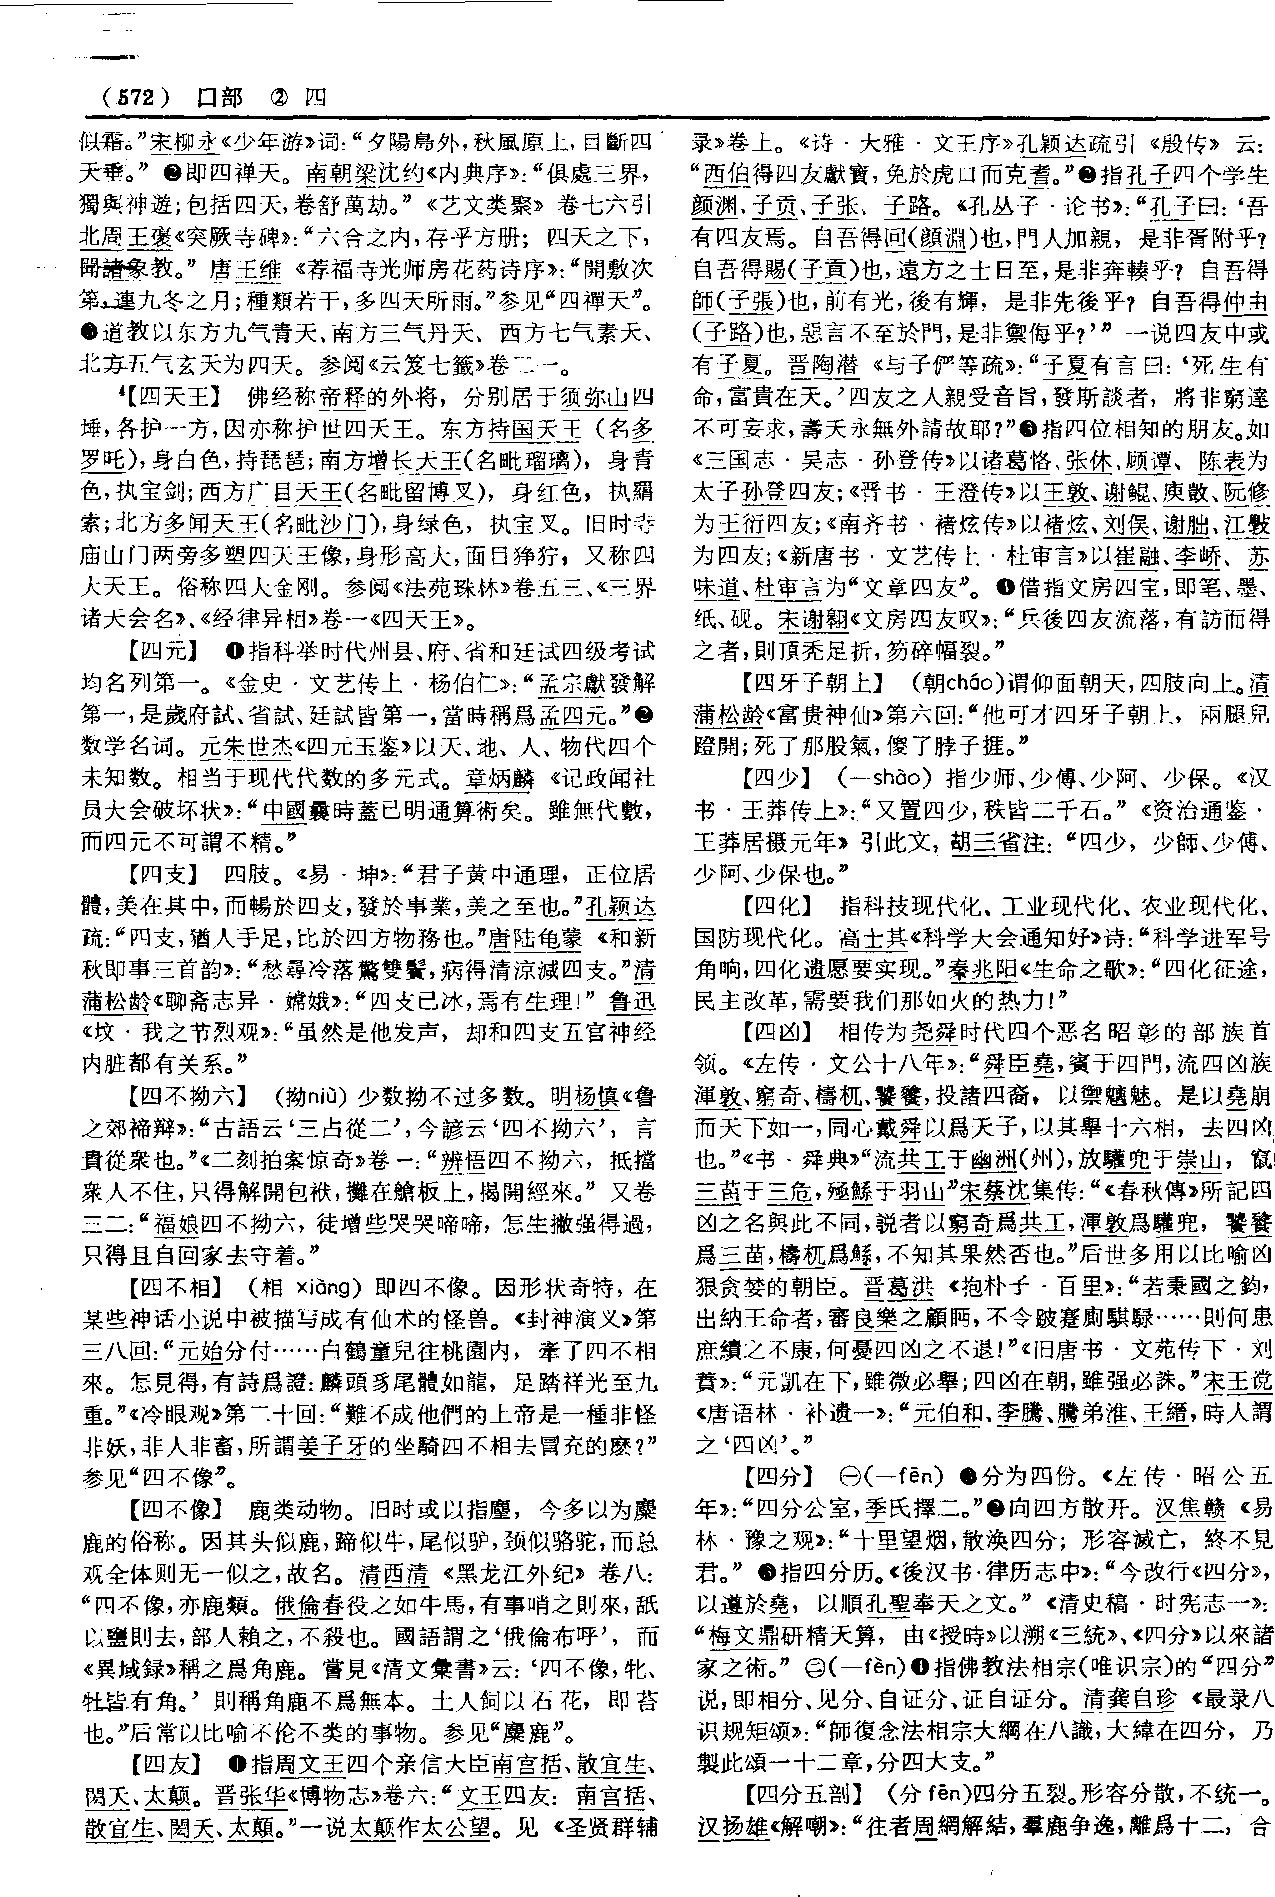 （572） 口部 ② 四
似霜。”宋柳永《少年游》词：“夕陽鳥外，秋風原上，目斷四
天垂。” ❷即四禅天。南朝梁沈约《内典序》：“俱處三界，
獨與神遊；包括四天，卷舒萬劫。”《艺文类聚》卷七六引
北周王褒《突厥寺碑》：“六合之内，存乎方册；四天之下，
聞諸象教。”唐王维《荐福寺光师房花药诗序》：“開敷次
第，連九冬之月；種類若干，多四天所雨。”参见“四禪天”。
❸道教以东方九气青天、南方三气丹天、西方七气素天、
北方五气玄天为四天。参阅《云笈七籤》卷二一。
⁴【四天王】 佛经称帝释的外将，分别居于须弥山四
埵，各护一方，因亦称护世四天王。东方持国天王（名多
罗吒），身白色，持琵琶；南方增长大王（名毗瑠璃），身青
色，执宝剑；西方广目天王（名毗留博叉），身红色，执羂
索；北方多闻天王（名毗沙门），身绿色，执宝叉。旧时寺
庙山门两旁多塑四天王像，身形高大，面目狰狞，又称四
大天王。俗称四大金刚。参阅《法苑珠林》卷五三、《三界
诸天会名》、《经律异相》卷一《四天王》。
【四元】 ❶指科举时代州县、府、省和廷试四级考试
均名列第一。《金史·文艺传上·杨伯仁》：“孟宗獻發解
第一，是歲府試、省試、廷試皆第一，當時稱爲孟四元。”❷
数学名词。元朱世杰《四元玉鉴》以天、地、人、物代四个
未知数。相当于现代代数的多元式。章炳麟《记政闻社
员大会破坏状》：“中國曩時蓋已明通算術矣。雖無代數，
而四元不可謂不精。”
【四支】 四肢。《易·坤》：“君子黄中通理，正位居
體，美在其中，而暢於四支，發於事業，美之至也。”孔颖达
疏：“四支，猶人手足，比於四方物務也。”唐陆龟蒙《和新
秋即事三首韵》：“愁尋冷落驚雙鬢，病得清涼減四支。”清
蒲松龄《聊斋志异·嫦娥》：“四支已冰，焉有生理！”鲁迅
《坟·我之节烈观》：“虽然是他发声，却和四支五官神经
内脏都有关系。”
【四不拗六】 （拗niù）少数拗不过多数。明杨慎《鲁
之郊禘辩》：“古語云‘三占從二’，今諺云‘四不拗六’，言
貴從衆也。”《二刻拍案惊奇》卷一：“辨悟四不拗六，抵擋
衆人不住，只得解開包袱，攤在艙板上，揭開經來。”又卷
三二：“福娘四不拗六，徒增些哭哭啼啼，怎生撇强得過，
只得且自回家去守着。”
【四不相】 （相 xiàng）即四不像。因形状奇特，在
某些神话小说中被描写成有仙术的怪兽。《封神演义》第
三八回：“元始分付……白鶴童兒往桃園内，牽了四不相
來。怎見得，有詩爲證：麟頭豸尾體如龍，足踏祥光至九
重。”《冷眼观》第二十回：“難不成他們的上帝是一種非怪
非妖，非人非畜，所謂姜子牙的坐騎四不相去冒充的麽？”
参见“四不像”。
【四不像】 鹿类动物。旧时或以指麈，今多以为麋
鹿的俗称。因其头似鹿，蹄似牛，尾似驴，颈似骆驼，而总
观全体则无一似之，故名。清西清《黑龙江外纪》卷八：
“四不像，亦鹿類。俄倫春役之如牛馬，有事哨之則來，舐
以鹽則去，部人賴之，不殺也。國語謂之‘俄倫布呼’，而
《異域録》稱之爲角鹿。嘗見《清文彙書》云：‘四不像，牝、
牡皆有角。’則稱角鹿不爲無本。土人飼以石花，即苔
也。”后常以比喻不伦不类的事物。参见“麋鹿”。
【四友】 ❶指周文王四个亲信大臣南宫括、散宜生、
闳夭、太颠。晋张华《博物志》卷六：“文王四友：南宫括、
散宜生、閎夭、太顛。”一说太颠作太公望。见《圣贤群辅
录》卷上。《诗·大雅·文王序》孔颖达疏引《殷传》云：
“西伯得四友獻寶，免於虎口而克耆。”❷指孔子四个学生
颜渊、子贡、子张、子路。《孔丛子·论书》：“孔子曰：‘吾
有四友焉。自吾得回（顔淵）也，門人加親，是非胥附乎？
自吾得賜（子貢）也，遠方之士日至，是非奔輳乎？自吾得
師（子張）也，前有光，後有輝，是非先後乎？自吾得仲由
（子路）也，惡言不至於門，是非禦侮乎？’” 一说四友中或
有子夏。晋陶潜《与子俨等疏》：“子夏有言曰：‘死生有
命，富貴在天。’四友之人親受音旨，發斯談者，將非窮達
不可妄求，壽夭永無外請故耶？”❸指四位相知的朋友。如
《三国志·吴志·孙登传》以诸葛恪、张休、顾谭、陈表为
太子孙登四友；《晋书·王澄传》以王敦、谢鲲、庾敳、阮修
为王衍四友；《南齐书·褚炫传》以褚炫、刘俣、谢朏、江斅
为四友；《新唐书·文艺传上·杜审言》以崔融、李峤、苏
味道、杜审言为“文章四友”。❹借指文房四宝，即笔、墨、
纸、砚。宋谢翱《文房四友叹》：“兵後四友流落，有訪而得
之者，則頂秃足折，笏碎幅裂。”
【四牙子朝上】 （朝cháo）谓仰面朝天，四肢向上。清
蒲松龄《富贵神仙》第六回：“他可才四牙子朝上，兩腿兒
蹬開；死了那股氣，傻了脖子捱。”
【四少】 （—shào）指少师、少傅、少阿、少保。《汉
书·王莽传上》：“又置四少，秩皆二千石。”《资治通鉴·
王莽居摄元年》引此文，胡三省注：“四少，少師、少傅、
少阿、少保也。”
【四化】 指科技现代化、工业现代化、农业现代化、
国防现代化。高士其《科学大会通知好》诗：“科学进军号
角响，四化遗愿要实现。”秦兆阳《生命之歌》：“四化征途，
民主改革，需要我们那如火的热力！”
【四凶】 相传为尧舜时代四个恶名昭彰的部族首
领。《左传·文公十八年》：“舜臣堯，賓于四門，流四凶族
渾敦、窮奇、檮杌、饕餮，投諸四裔，以禦魑魅。是以堯崩
而天下如一，同心戴舜以爲天子，以其舉十六相，去四凶
也。”《书·舜典》“流共工于幽洲（州），放驩兜于崇山，竄
三苗于三危，殛鯀于羽山”宋蔡沈集传：“《春秋傳》所記四
凶之名與此不同，説者以窮奇爲共工，渾敦爲驩兜，饕餮
爲三苗，檮杌爲鯀，不知其果然否也。”后世多用以比喻凶
狠贪婪的朝臣。晋葛洪《抱朴子·百里》：“若秉國之鈞，
出納王命者，審良樂之顧眄，不令跛蹇廁騏騄……則何患
庶績之不康，何憂四凶之不退！”《旧唐书·文苑传下·刘
蕡》：“元凱在下，雖微必舉；四凶在朝，雖强必誅。”宋王谠
《唐语林·补遗一》：“元伯和、李騰、騰弟淮、王縉，時人謂
之‘四凶’。”
【四分】 ㊀（—fēn）❶分为四份。《左传·昭公五
年》：“四分公室，季氏擇二。”❷向四方散开。汉焦赣《易
林·豫之观》：“十里望烟，散涣四分；形容滅亡，終不見
君。” ❸指四分历。《後汉书·律历志中》：“今改行《四分》，
以遵於堯，以順孔聖奉天之文。”《清史稿·时宪志一》：
“梅文鼎研精天算，由《授時》以溯《三統》、《四分》以來諸
家之術。” ㊁（—fèn）❶指佛教法相宗（唯识宗）的“四分”
说，即相分、见分、自证分、证自证分。清龚自珍《最录八
识规矩颂》：“師復念法相宗大綱在八識，大緯在四分，乃
製此頌一十二章，分四大支。”
【四分五剖】 （分 fēn）四分五裂。形容分散，不统一。
汉扬雄《解嘲》：“往者周網解結，羣鹿争逸，離爲十二，合